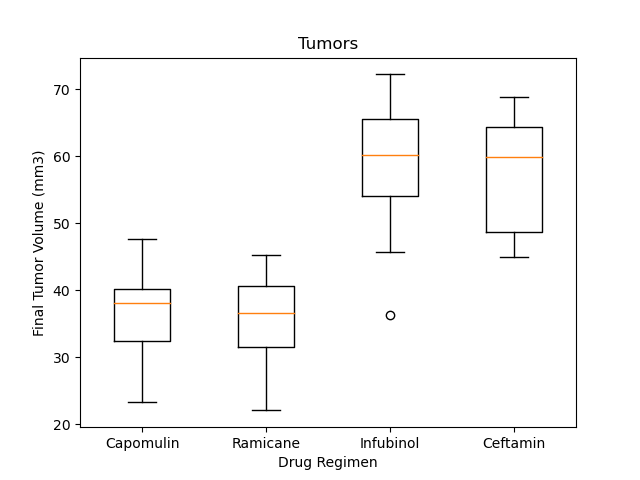 Tumors
Final Tumor Volume (mm3)
70
60
50
40
30
20
Capomulin Ramicane Infubinol Ceftamin
Drug Regimen